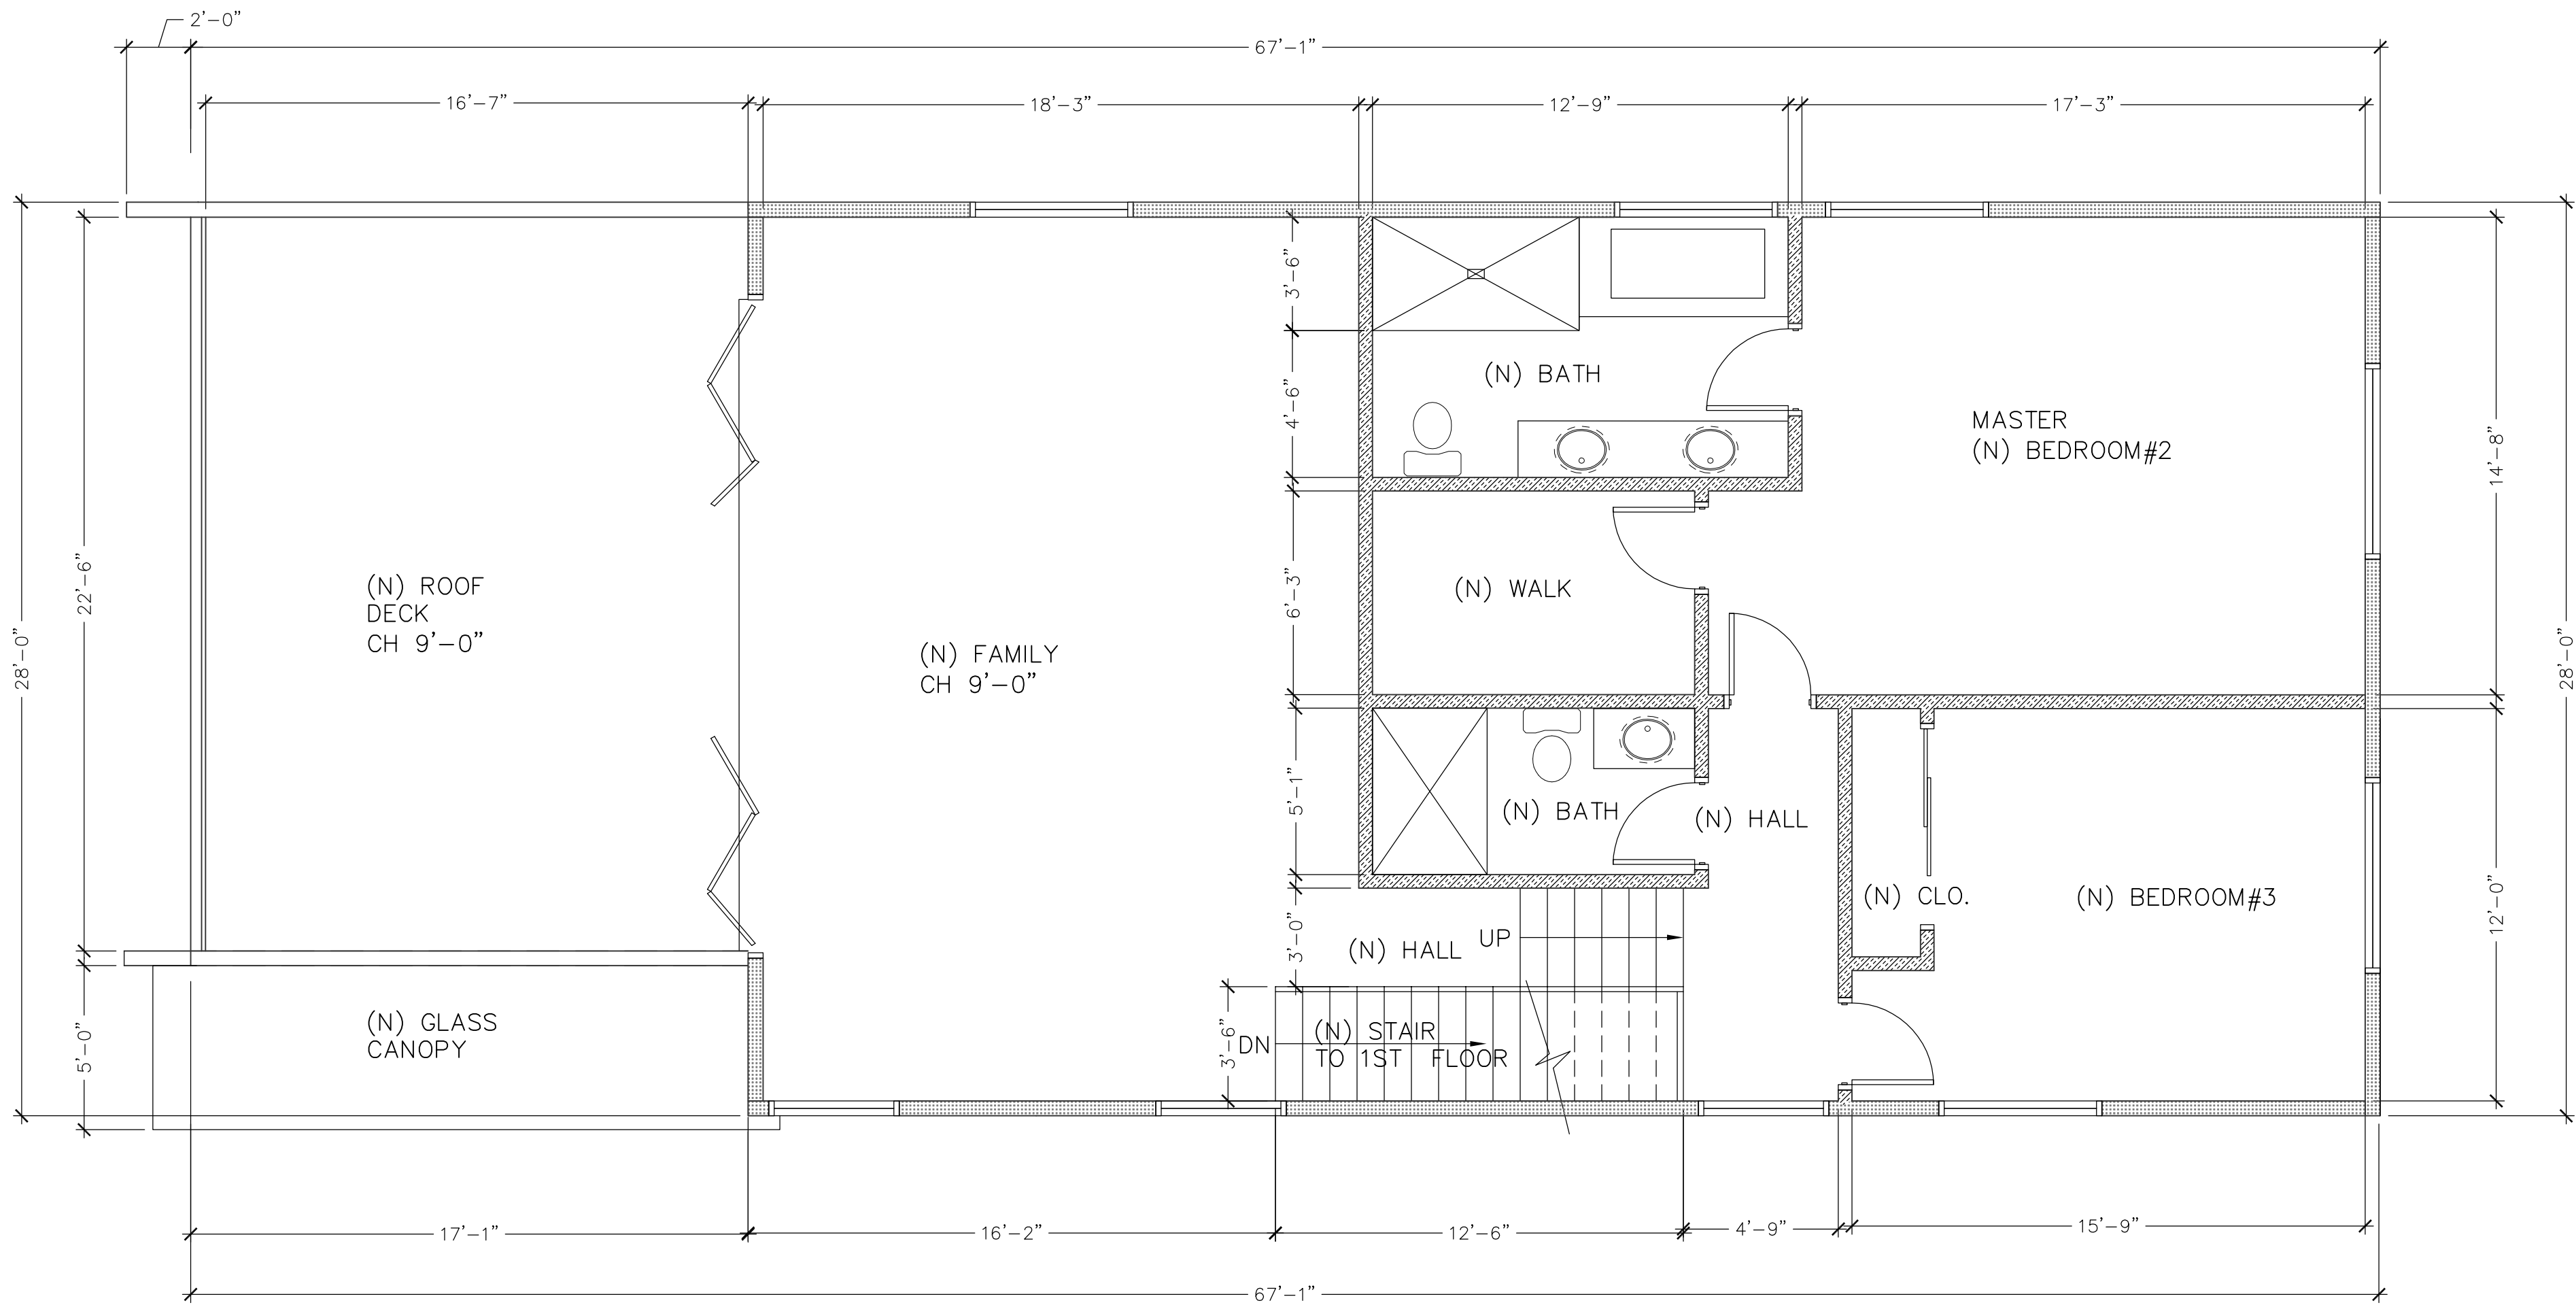 2'-0"
67'-1"
16'-7"
18'-3"
12'-9"
17'-3"
3'-6"
4'-6"
(N) BATH
MASTER
(N) BEDROOM#2
14'-8"
28'-0"
22'-6"
(N) ROOF
DECK
CH 9'-0"
(N) FAMILY
CH 9'-0"
6'-3"
(N) WALK
28'-0"
5'-1"
(N) BATH
(N) HALL
(N) CLO.
(N) BEDROOM#3
12'-0"
3'-0"
(N) HALL
UP
(N) GLASS
CANOPY
5'-0"
3'-6"
DN
(N) STAIR
TO 1ST FLOOR
17'-1"
16'-2"
12'-6"
4'-9"
15'-9"
67'-1"